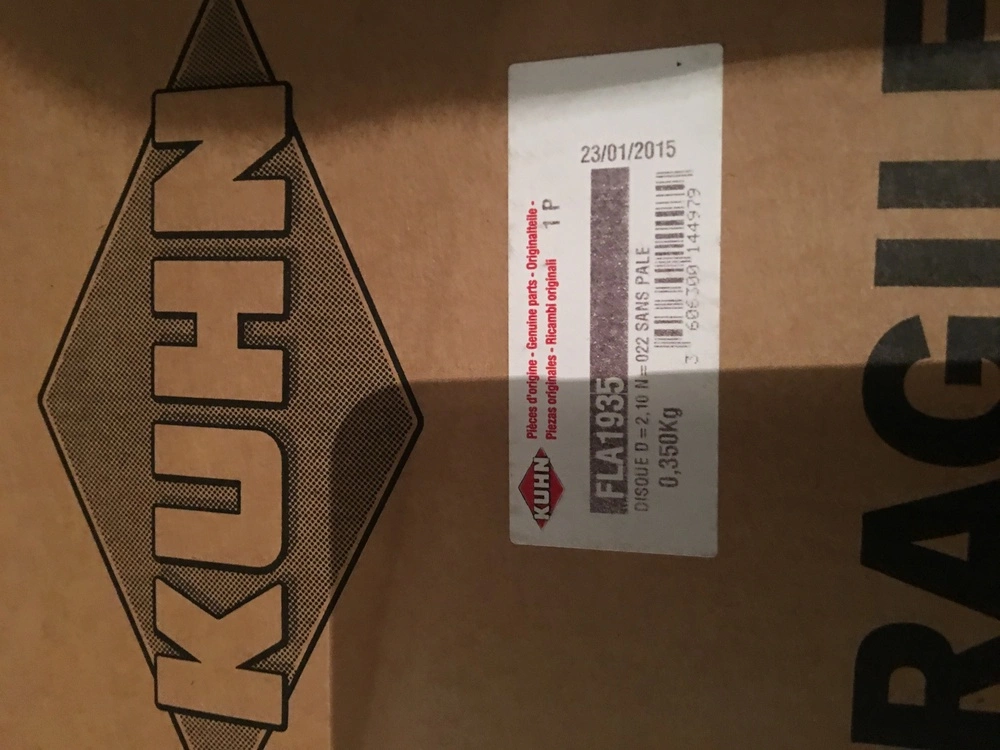 KUHN
KUHN
Pièces d'origine - Genuine parts - Originalteile -
Piezas originales - Ricambi originali
1 P
FLA1935
DISQUE D=2,10 N=022 SANS PALE
0,350Kg
23/01/2015
3 606300 144979
RAGILE